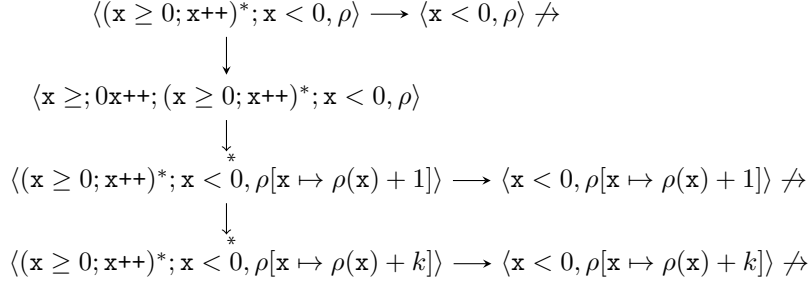 ⟨(x ≥ 0; x++)*; x < 0, ρ⟩ ⟶ ⟨x < 0, ρ⟩ ↛
⟨x ≥; 0x++; (x ≥ 0; x++)*; x < 0, ρ⟩
*
⟨(x ≥ 0; x++)*; x < 0, ρ[x ↦ ρ(x) + 1]⟩ ⟶ ⟨x < 0, ρ[x ↦ ρ(x) + 1]⟩ ↛
*
⟨(x ≥ 0; x++)*; x < 0, ρ[x ↦ ρ(x) + k]⟩ ⟶ ⟨x < 0, ρ[x ↦ ρ(x) + k]⟩ ↛